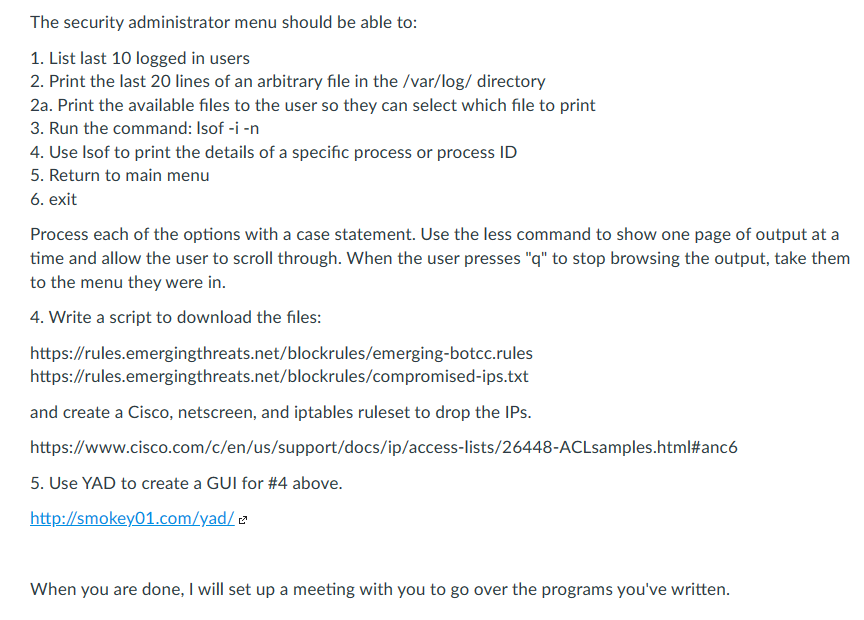 The security administrator menu should be able to:
1. List last 10 logged in users
2. Print the last 20 lines of an arbitrary file in the /var/log/ directory
2a. Print the available files to the user so they can select which file to print
3. Run the command: lsof -i -n
4. Use lsof to print the details of a specific process or process ID
5. Return to main menu
6. exit
Process each of the options with a case statement. Use the less command to show one page of output at a
time and allow the user to scroll through. When the user presses "q" to stop browsing the output, take them
to the menu they were in.
4. Write a script to download the files:
https://rules.emergingthreats.net/blockrules/emerging-botcc.rules
https://rules.emergingthreats.net/blockrules/compromised-ips.txt
and create a Cisco, netscreen, and iptables ruleset to drop the IPs.
https://www.cisco.com/c/en/us/support/docs/ip/access-lists/26448-ACLsamples.html#anc6
5. Use YAD to create a GUI for #4 above.
http://smokey01.com/yad/
When you are done, I will set up a meeting with you to go over the programs you've written.